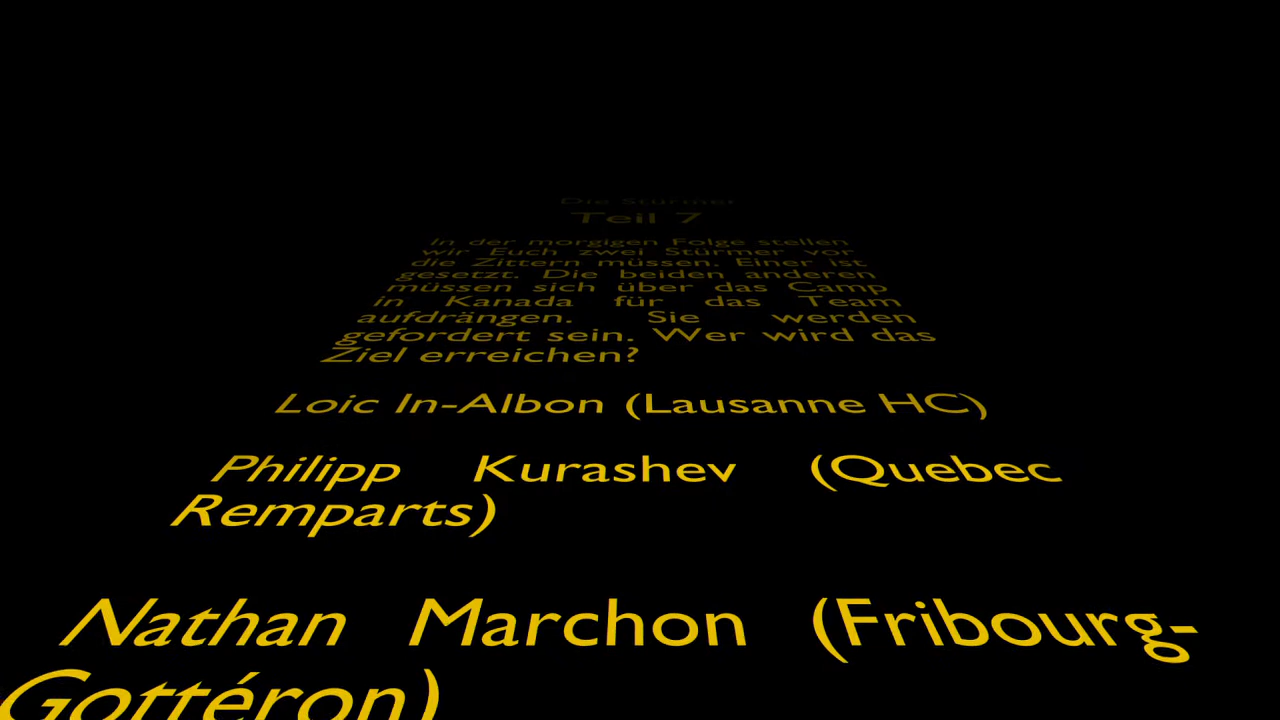 Die Stürmer
Teil 7
In der morgigen Folge stellen
wir Euch zwei Stürmer vor
die Zittern müssen. Einer ist
gesetzt. Die beiden anderen
müssen sich über das Camp
in Kanada für das Team
aufdrängen. Sie werden
gefordert sein. Wer wird das
Ziel erreichen?
Loic In-Albon (Lausanne HC)
Philipp Kurashev (Quebec
Remparts)
Nathan Marchon (Fribourg-
Gottéron)